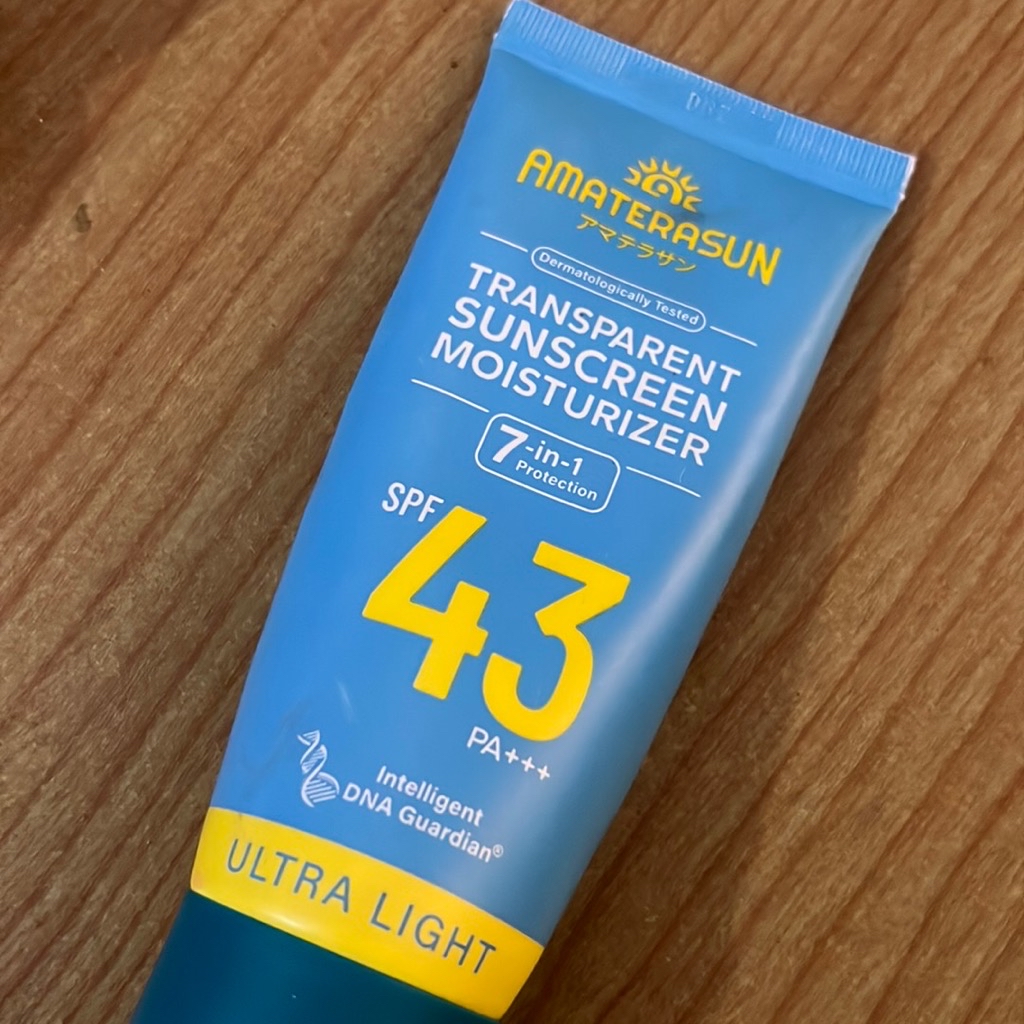 AMATERASUN
アマテラサン
Dermatologically Tested
TRANSPARENT
SUNSCREEN
MOISTURIZER
7-in-1
Protection
SPF
43
PA+++
Intelligent
DNA Guardian®
ULTRA LIGHT